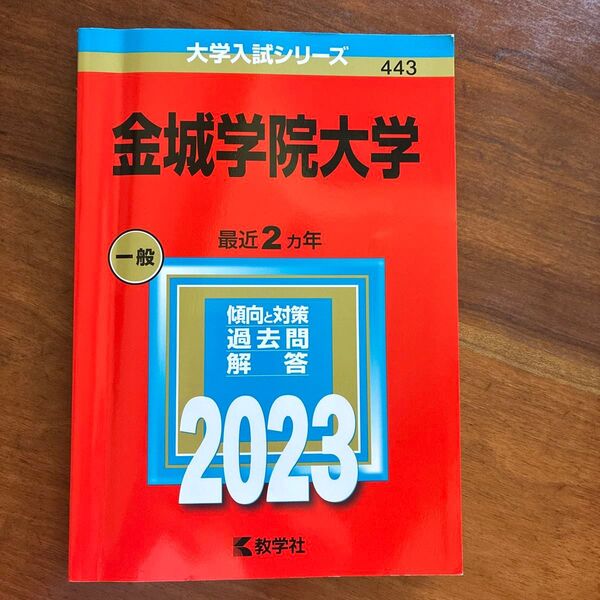 大学入試シリーズ
443
金城学院大学
最近2ヵ年
一般
傾向と対策
過去問
解答
2023
教学社